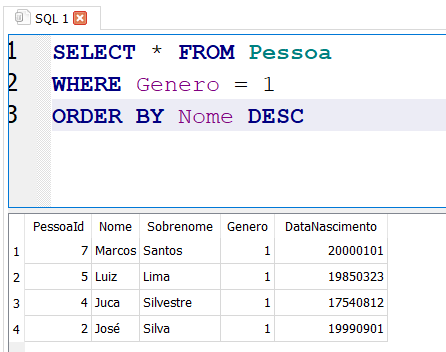 SQL 1
1 SELECT * FROM Pessoa
2 WHERE Genero = 1
3 ORDER BY Nome DESC
PessoaId Nome Sobrenome Genero DataNascimento
1 7 Marcos Santos 1 20000101
2 5 Luiz Lima 1 19850323
3 4 Juca Silvestre 1 17540812
4 2 José Silva 1 19990901